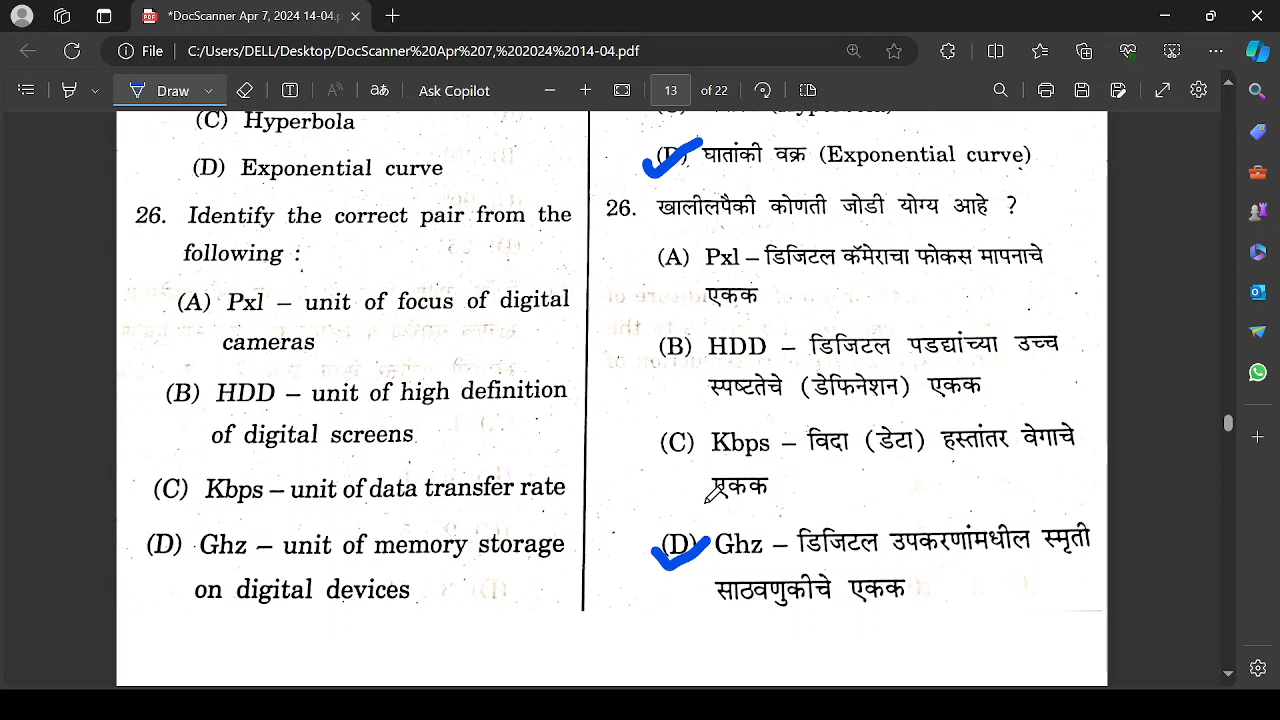 *DocScanner Apr 7, 2024 14-04.p
File
C:/Users/DELL/Desktop/DocScanner%20Apr%207,%202024%2014-04.pdf
Draw
Ask Copilot
13 of 22
(C) Hyperbola
(D) Exponential curve
26. Identify the correct pair from the
following :
(A) Pxl – unit of focus of digital
cameras
(B) HDD – unit of high definition
of digital screens
(C) Kbps – unit of data transfer rate
(D) Ghz – unit of memory storage
on digital devices
(D) घातांकी वक्र (Exponential curve)
26. खालीलपैकी कोणती जोडी योग्य आहे ?
(A) Pxl – डिजिटल कॅमेराचा फोकस मापनाचे
एकक
(B) HDD – डिजिटल पडद्यांच्या उच्च
स्पष्टतेचे (डेफिनेशन) एकक
(C) Kbps – विदा (डेटा) हस्तांतर वेगाचे
एकक
(D) Ghz – डिजिटल उपकरणांमधील स्मृती
साठवणुकीचे एकक